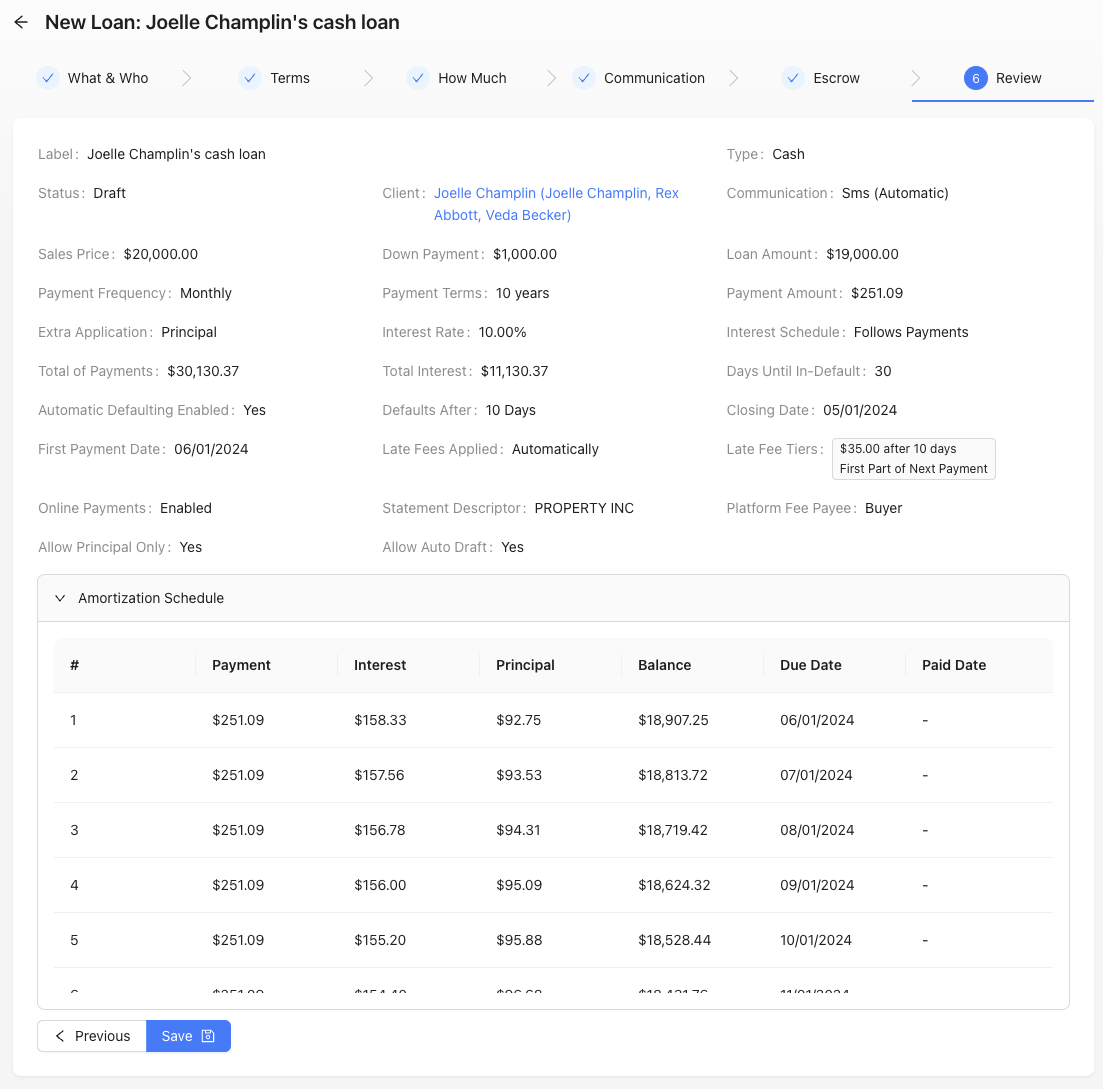 New Loan: Joelle Champlin's cash loan
What & Who
Terms
How Much
Communication
Escrow
6 Review
Label: Joelle Champlin's cash loan
Type: Cash
Status: Draft
Client: Joelle Champlin (Joelle Champlin, Rex
Abbott, Veda Becker)
Communication: Sms (Automatic)
Sales Price: $20,000.00
Down Payment: $1,000.00
Loan Amount: $19,000.00
Payment Frequency: Monthly
Payment Terms: 10 years
Payment Amount: $251.09
Extra Application: Principal
Interest Rate: 10.00%
Interest Schedule: Follows Payments
Total of Payments: $30,130.37
Total Interest: $11,130.37
Days Until In-Default: 30
Automatic Defaulting Enabled: Yes
Defaults After: 10 Days
Closing Date: 05/01/2024
First Payment Date: 06/01/2024
Late Fees Applied: Automatically
Late Fee Tiers: $35.00 after 10 days
First Part of Next Payment
Online Payments: Enabled
Statement Descriptor: PROPERTY INC
Platform Fee Payee: Buyer
Allow Principal Only: Yes
Allow Auto Draft: Yes
Amortization Schedule
# Payment Interest Principal Balance Due Date Paid Date
1 $251.09 $158.33 $92.75 $18,907.25 06/01/2024 -
2 $251.09 $157.56 $93.53 $18,813.72 07/01/2024 -
3 $251.09 $156.78 $94.31 $18,719.42 08/01/2024 -
4 $251.09 $156.00 $95.09 $18,624.32 09/01/2024 -
5 $251.09 $155.20 $95.88 $18,528.44 10/01/2024 -
Previous
Save